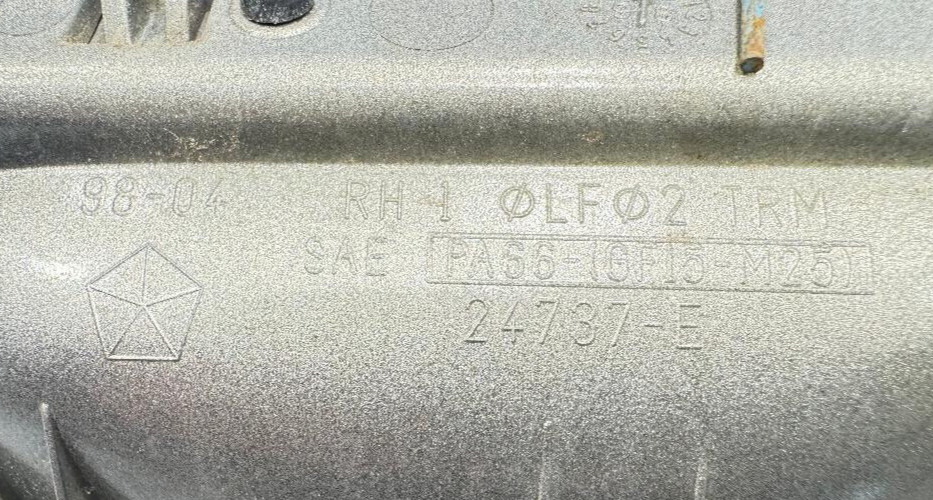 98-04 RH 1 ØLFØ2 TRM
SAE PA66-(GF15-M25)
24737-E